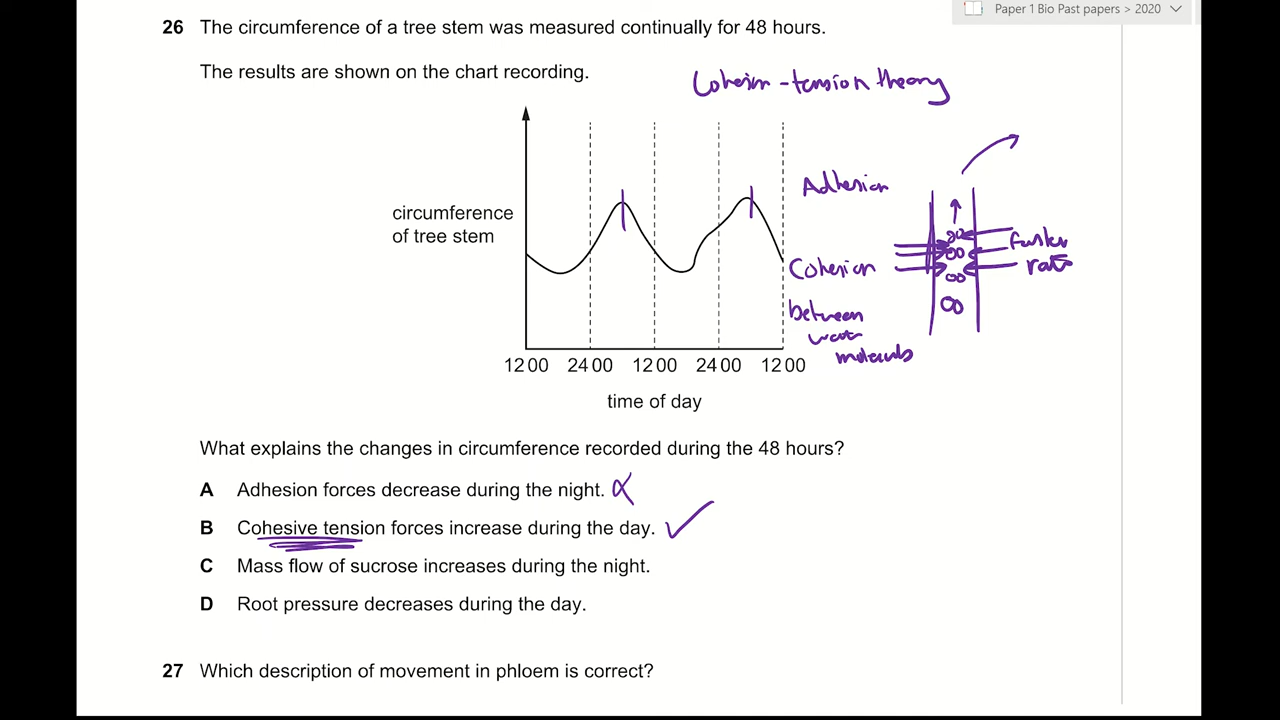 Paper 1 Bio Past papers > 2020
26 The circumference of a tree stem was measured continually for 48 hours.
The results are shown on the chart recording.
Cohesion - tension theory
circumference
of tree stem
Adhesion
Cohesion
between
water
molecules
faster
rate
12 00 24 00 12 00 24 00 12 00
time of day
What explains the changes in circumference recorded during the 48 hours?
A Adhesion forces decrease during the night.
B Cohesive tension forces increase during the day.
C Mass flow of sucrose increases during the night.
D Root pressure decreases during the day.
27 Which description of movement in phloem is correct?